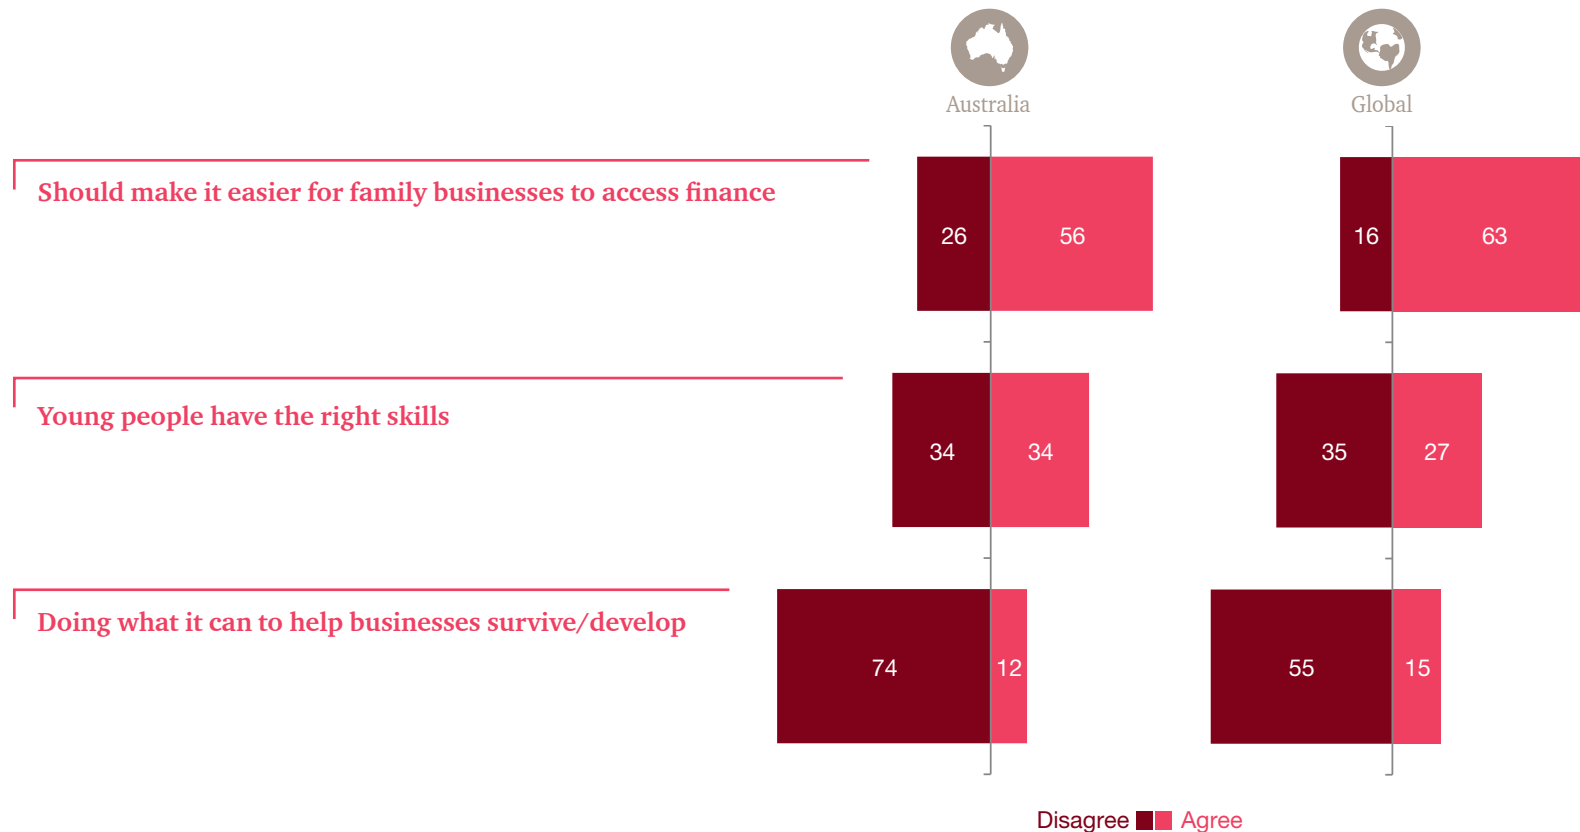 Australia
Global
Should make it easier for family businesses to access finance
26
56
16
63
Young people have the right skills
34
34
35
27
Doing what it can to help businesses survive/develop
74
12
55
15
Disagree Agree